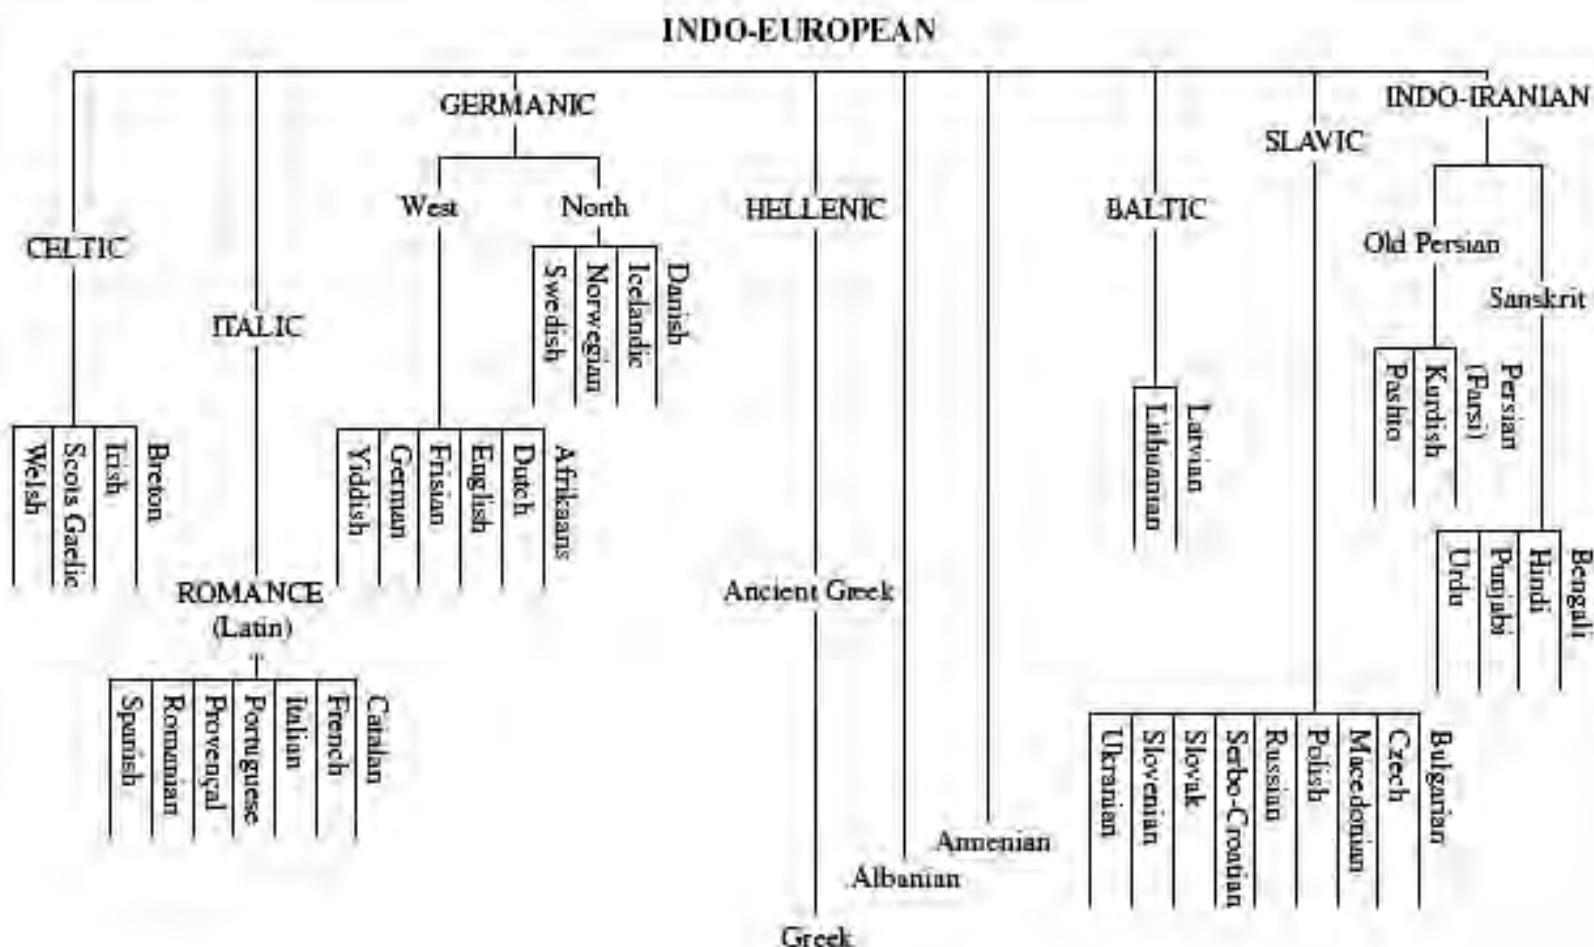 INDO-EUROPEAN
GERMANIC
INDO-IRANIAN
SLAVIC
West
North
HELLENIC
BALTIC
CELTIC
Old Persian
Sanskrit
ITALIC
Swedish
Norwegian
Icelandic
Danish
Pashto
Kurdish
Persian
(Farsi)
Lithuanian
Latvian
Welsh
Scots Gaelic
Irish
Breton
Yiddish
German
Frisian
English
Dutch
Afrikaans
Urdu
Punjabi
Hindi
Bengali
ROMANCE
(Latin)
Ancient Greek
Spanish
Romanian
Provençal
Portuguese
Italian
French
Catalan
Ukranian
Slovenian
Slovak
Serbo-Croatian
Russian
Polish
Macedonian
Czech
Bulgarian
Armenian
Albanian
Greek